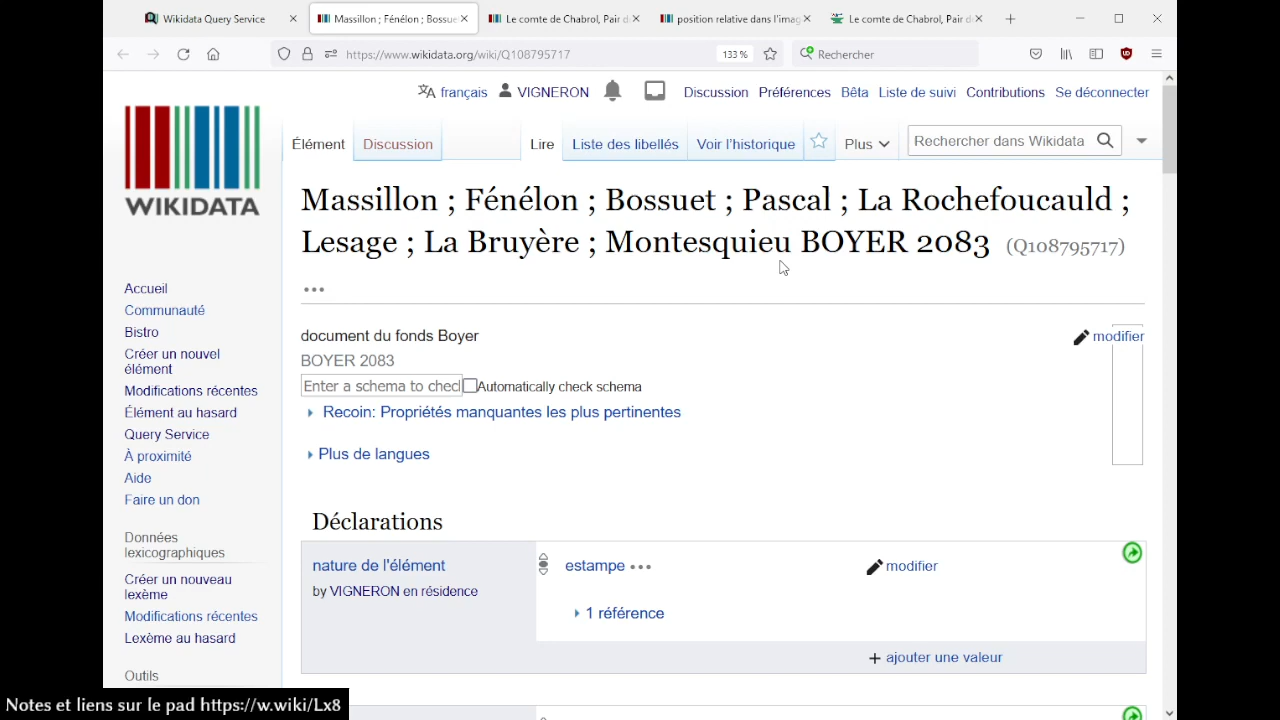 Wikidata Query Service
Massillon ; Fénélon ; Bossue
Le comte de Chabrol, Pair d
position relative dans l'imag
Le comte de Chabrol, Pair d
https://www.wikidata.org/wiki/Q108795717
133 %
Rechercher
français
VIGNERON
Discussion
Préférences
Bêta
Liste de suivi
Contributions
Se déconnecter
WIKIDATA
Élément
Discussion
Lire
Liste des libellés
Voir l'historique
Plus
Rechercher dans Wikidata
Massillon ; Fénélon ; Bossuet ; Pascal ; La Rochefoucauld ;
Lesage ; La Bruyère ; Montesquieu BOYER 2083 (Q108795717)
document du fonds Boyer
modifier
BOYER 2083
Enter a schema to checl
Automatically check schema
Recoin: Propriétés manquantes les plus pertinentes
Plus de langues
Déclarations
nature de l'élément
by VIGNERON en résidence
estampe
modifier
1 référence
+ ajouter une valeur
Accueil
Communauté
Bistro
Créer un nouvel
élément
Modifications récentes
Élément au hasard
Query Service
À proximité
Aide
Faire un don
Données
lexicographiques
Créer un nouveau
lexème
Modifications récentes
Lexème au hasard
Outils
Notes et liens sur le pad https://w.wiki/Lx8